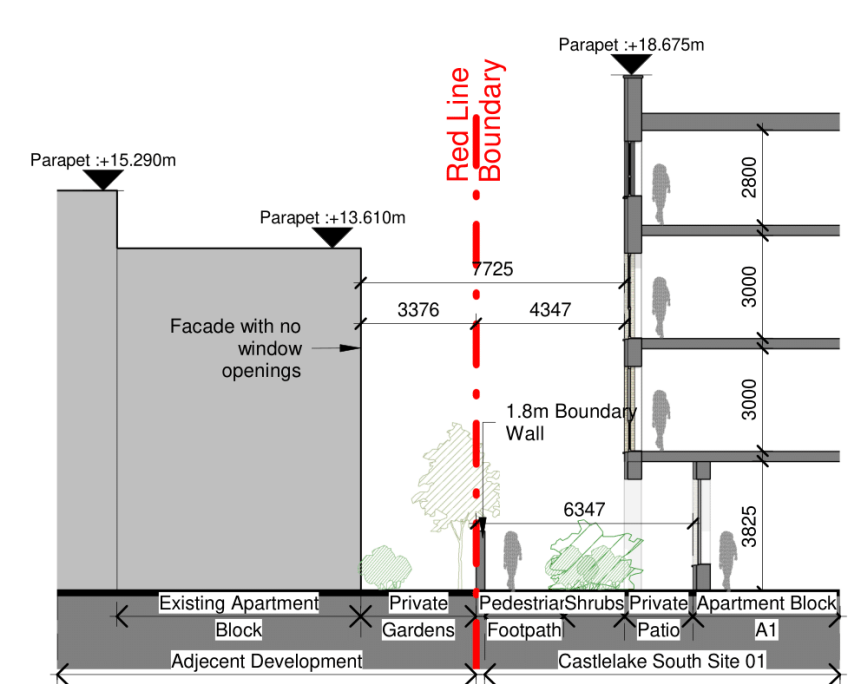 Parapet :+18.675m
Red Line
Boundary
Parapet :+15.290m
Parapet :+13.610m
2800
7725
3376
4347
3000
Facade with no
window
openings
3000
1.8m Boundary
Wall
6347
3825
Existing Apartment
Block
Private
Gardens
Pedestrian
Footpath
Shrubs
Private
Patio
Apartment Block
A1
Adjecent Development
Castlelake South Site 01